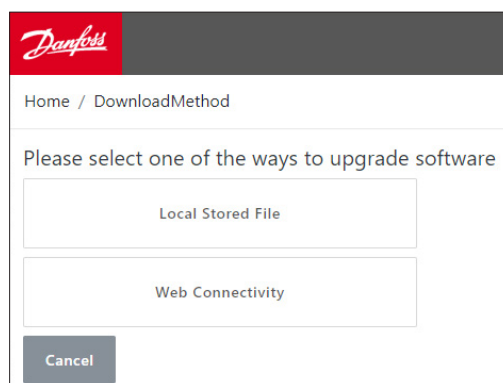 Danfoss
Home / DownloadMethod
Please select one of the ways to upgrade software
Local Stored File
Web Connectivity
Cancel